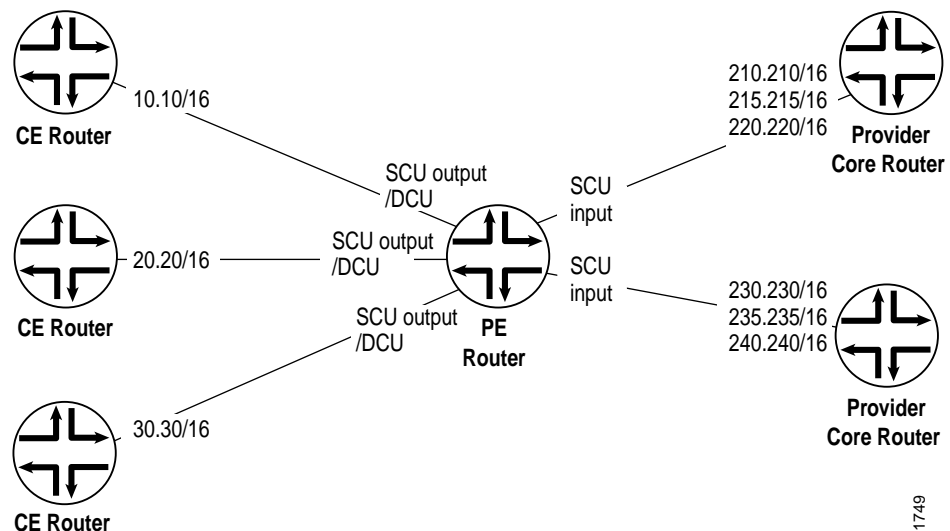 CE Router
10.10/16
SCU output
/DCU
CE Router
20.20/16
SCU output
/DCU
CE Router
30.30/16
SCU output
/DCU
PE
Router
SCU
input
210.210/16
215.215/16
220.220/16
Provider
Core Router
SCU
input
230.230/16
235.235/16
240.240/16
Provider
Core Router
1749